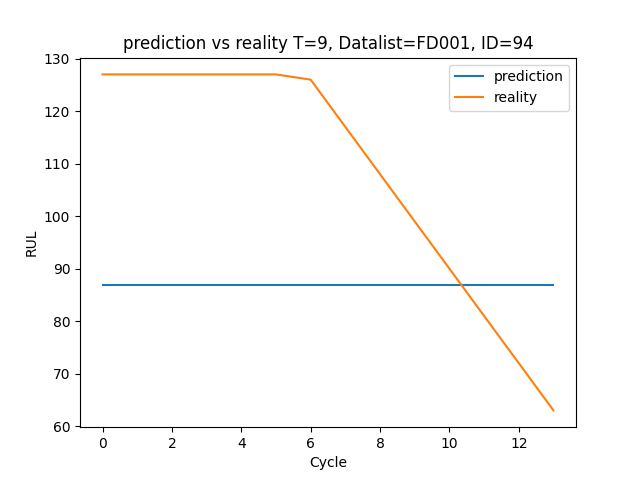 prediction vs reality T=9, Datalist=FD001, ID=94
prediction
reality
RUL
130
120
110
100
90
80
70
60
0 2 4 6 8 10 12
Cycle